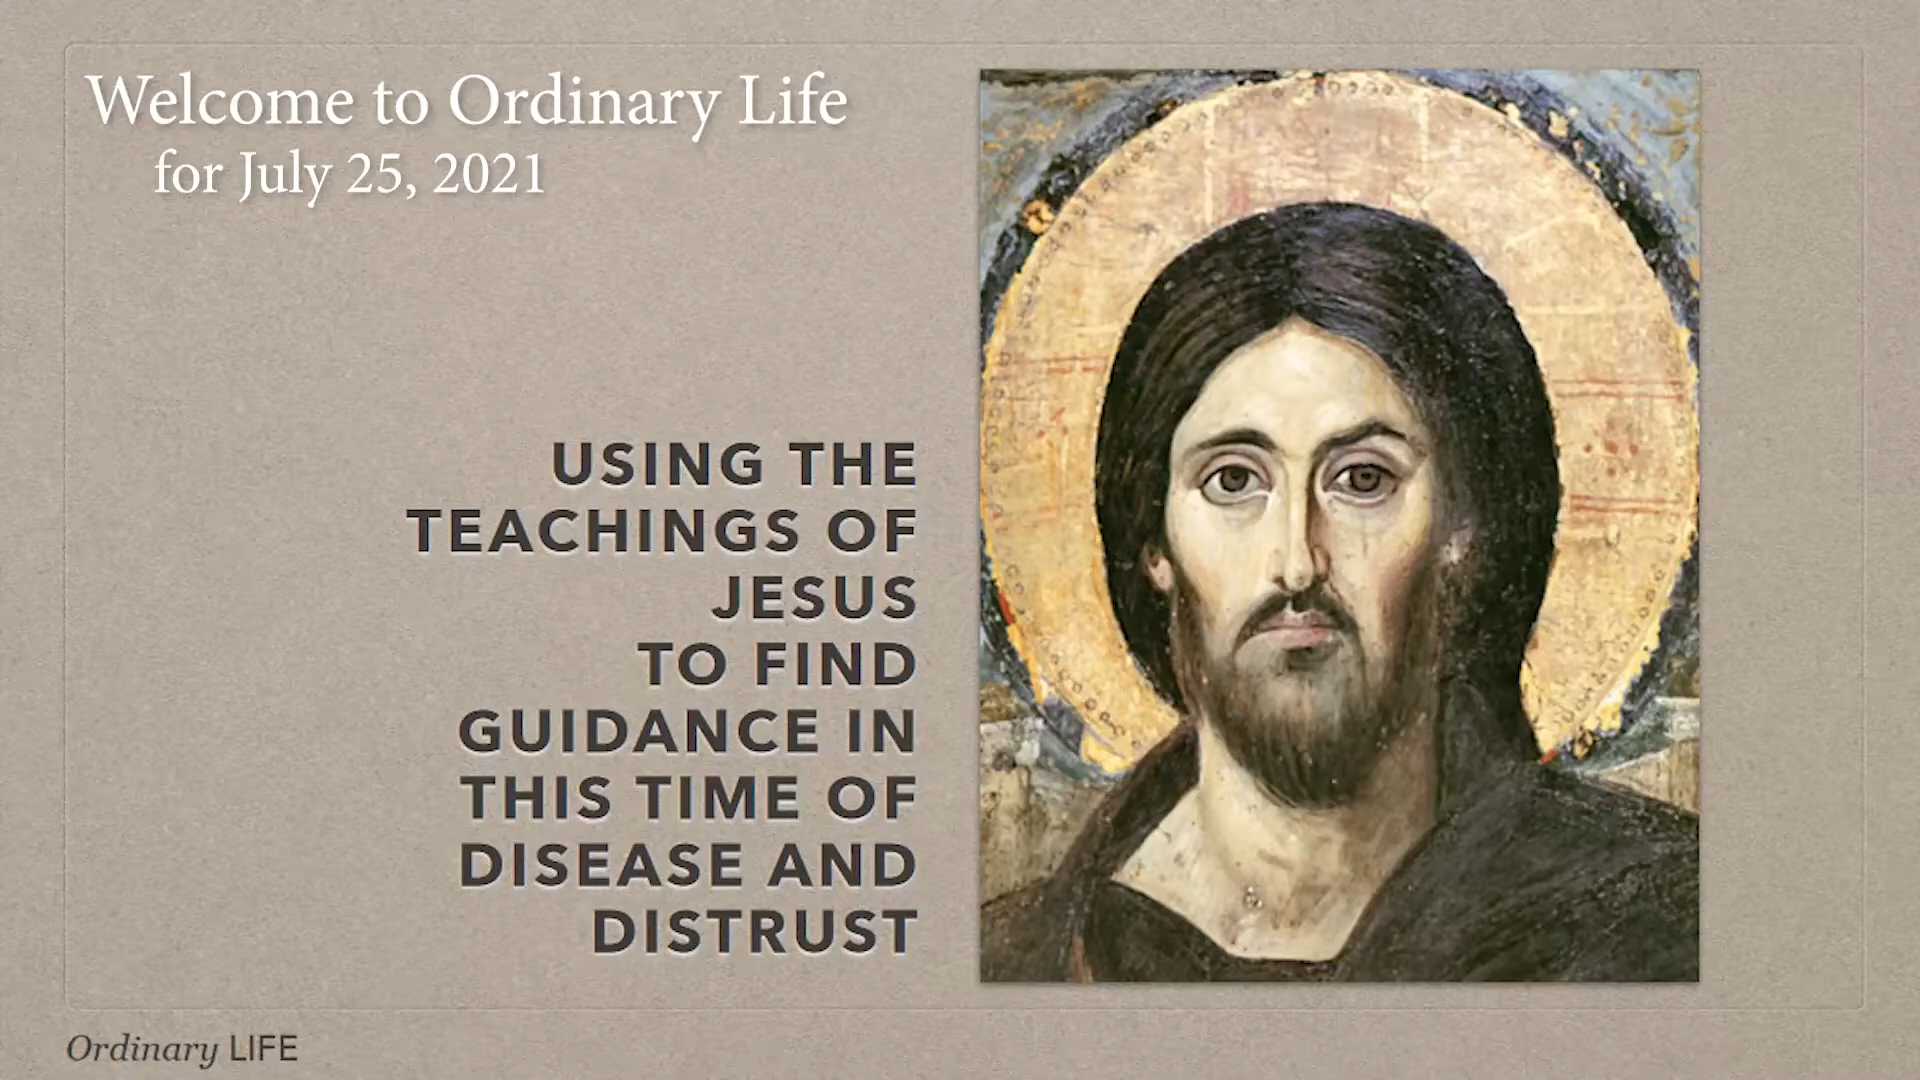 Welcome to Ordinary Life
for July 25, 2021
USING THE
TEACHINGS OF
JESUS
TO FIND
GUIDANCE IN
THIS TIME OF
DISEASE AND
DISTRUST
Ordinary LIFE